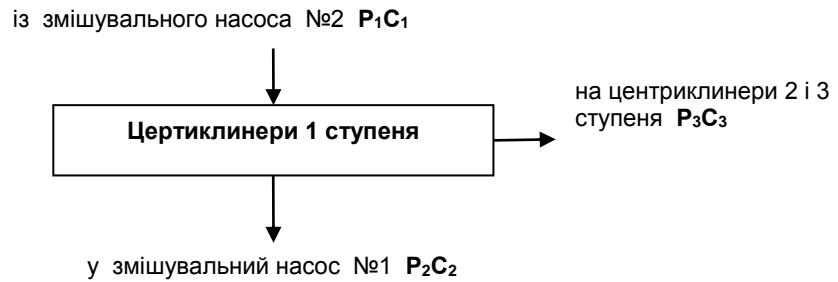 із змішувального насоса №2 P₁C₁
на центриклинери 2 і 3
ступеня P₃C₃
Цертиклинери 1 ступеня
у змішувальний насос №1 P₂C₂